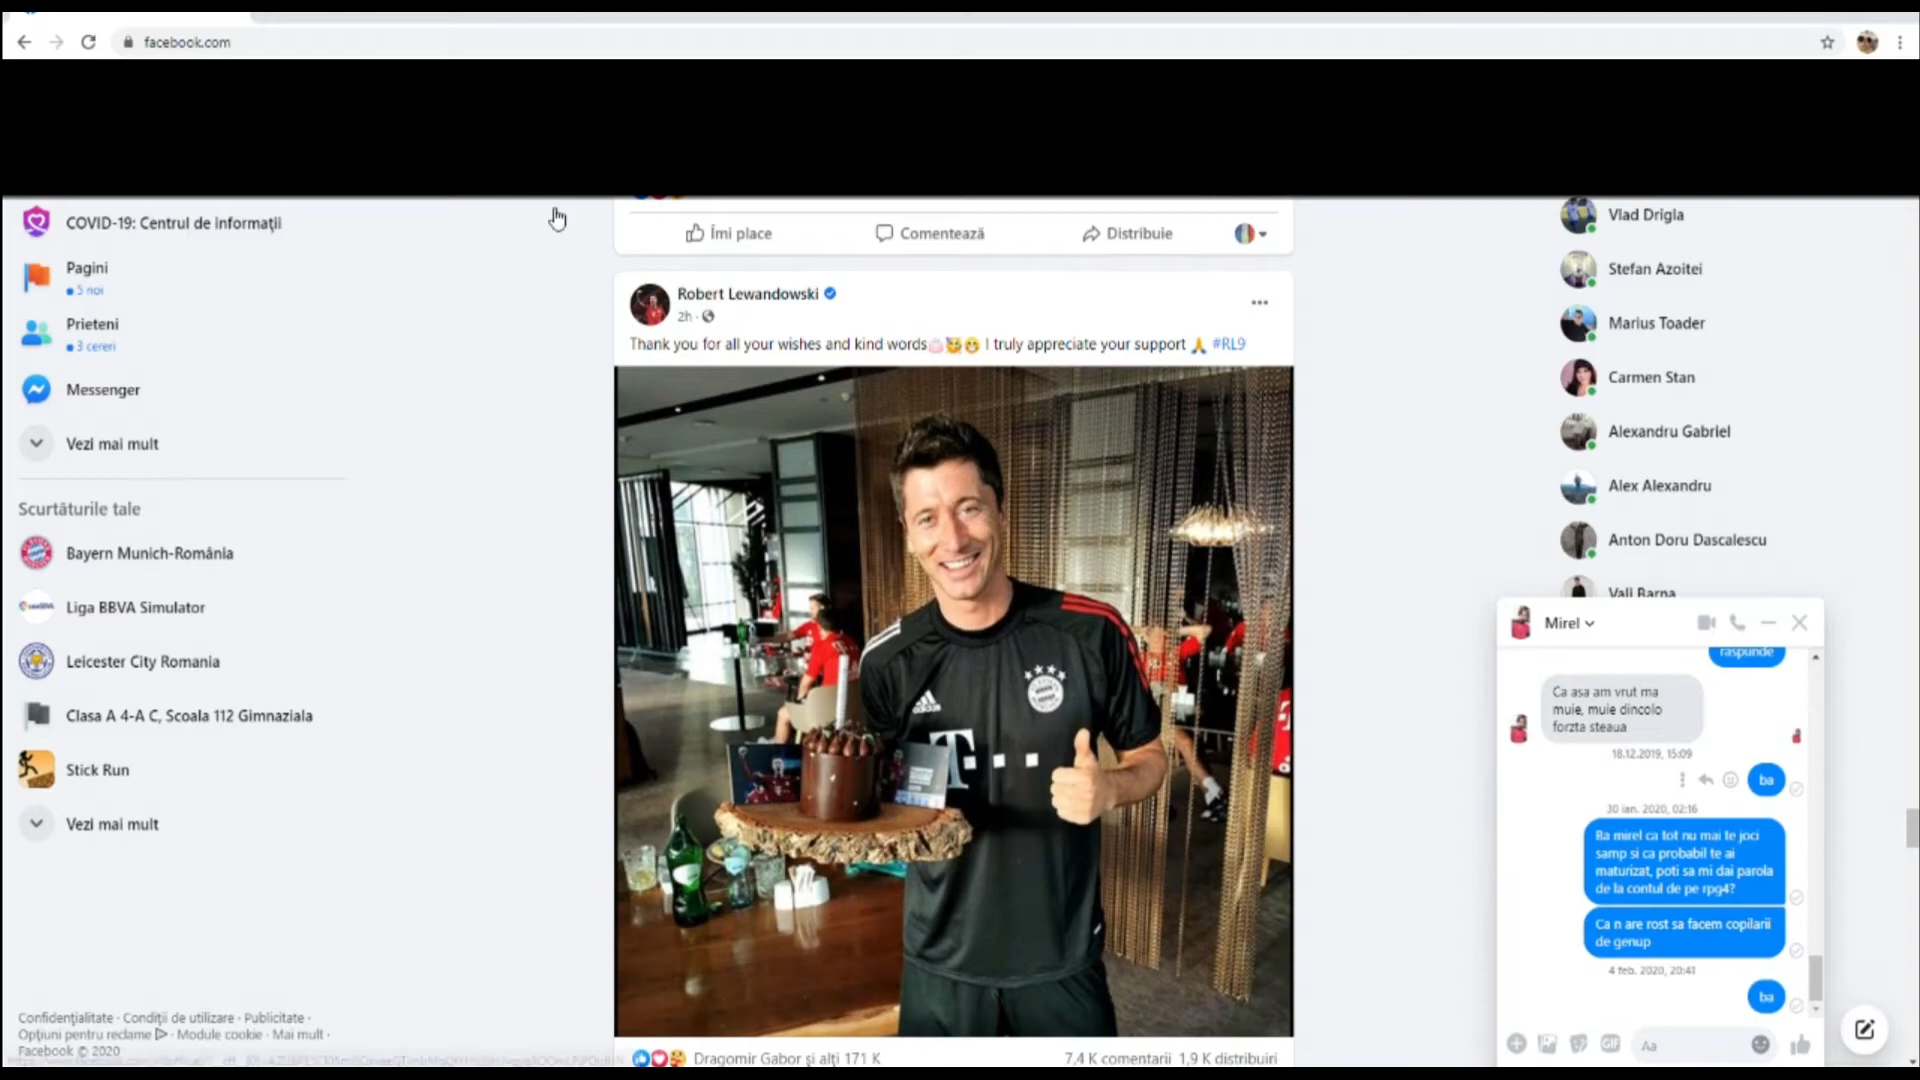 facebook.com
COVID-19: Centrul de informații
Pagini
5 noi
Prieteni
3 cereri
Messenger
Vezi mai mult
Scurtăturile tale
Bayern Munich-România
Liga BBVA Simulator
Leicester City Romania
Clasa A 4-A C, Scoala 112 Gimnaziala
Stick Run
Vezi mai mult
Confidențialitate · Condiții de utilizare · Publicitate ·
Opțiuni pentru reclame · Module cookie · Mai mult ·
Facebook © 2020
Îmi place Comentează Distribuie
Robert Lewandowski
2h ·
Thank you for all your wishes and kind words🎂🥳😁 I truly appreciate your support 🙏 #RL9
T
Dragomir Gabor și alți 171 K 7,4 K comentarii 1,9 K distribuiri
Vlad Drigla
Stefan Azoitei
Marius Toader
Carmen Stan
Alexandru Gabriel
Alex Alexandru
Anton Doru Dascalescu
Vali Barna
Mirel
raspunde
Ca asa am vrut ma
muie, muie dincolo
forzta steaua
18.12.2019, 15:09
ba
30 ian. 2020, 02:16
Ba mirel ca tot nu mai te joci
samp si ca probabil te ai
maturizat, poti sa mi dai parola
de la contul de pe rpg4?
Ca n are rost sa facem copilarii
de genup
4 feb. 2020, 20:41
ba
GIF
Aa